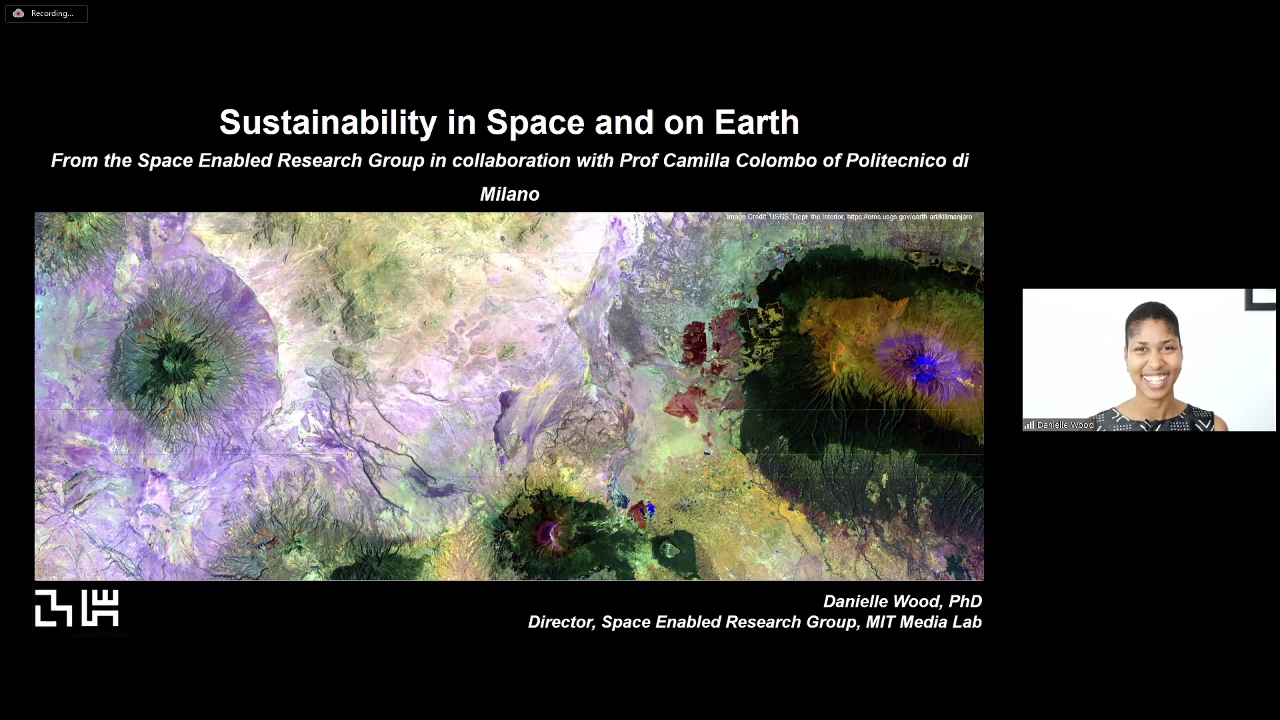 Recording...
Sustainability in Space and on Earth
From the Space Enabled Research Group in collaboration with Prof Camilla Colombo of Politecnico di
Milano
Image Credit: USGS, Dept. the Interior, https://eros.usgs.gov/earth-art/kilimanjaro
Danielle Wood
Danielle Wood, PhD
Director, Space Enabled Research Group, MIT Media Lab